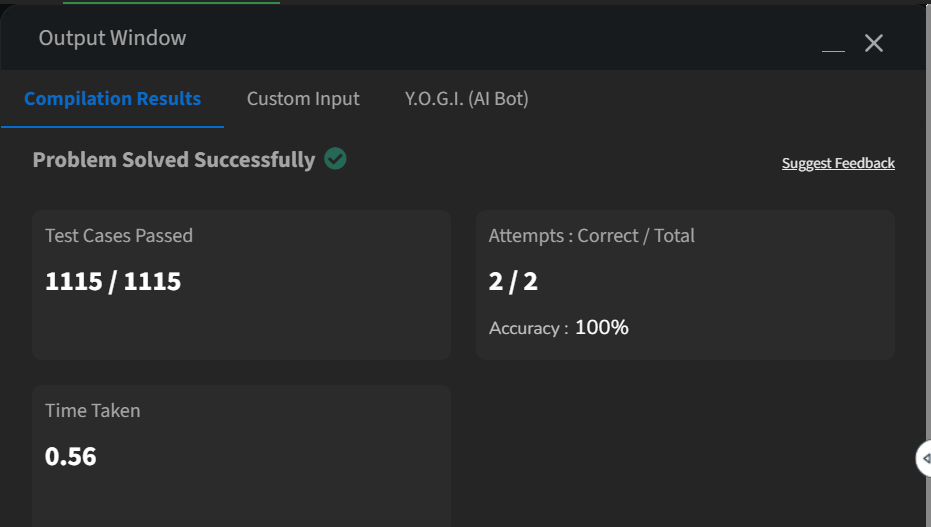 Output Window
Compilation Results
Custom Input
Y.O.G.I. (AI Bot)
Problem Solved Successfully
Suggest Feedback
Test Cases Passed
1115 / 1115
Attempts : Correct / Total
2 / 2
Accuracy : 100%
Time Taken
0.56